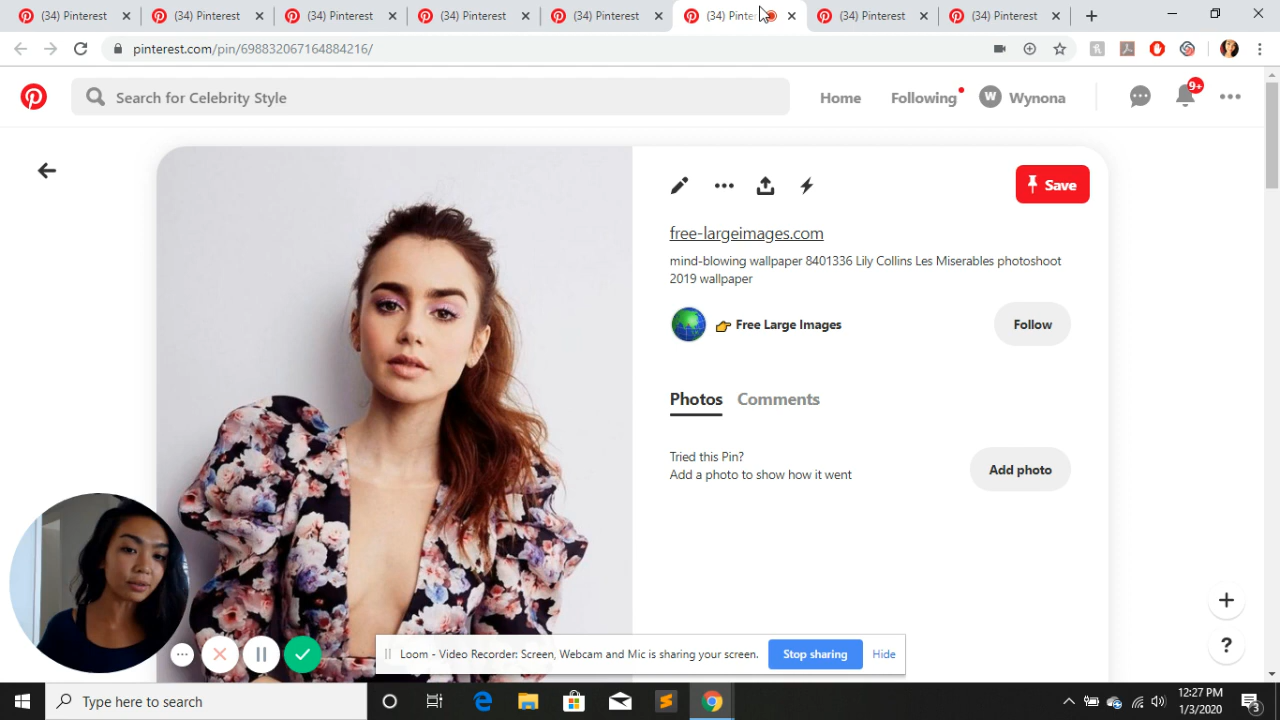 (34) Pinterest
(34) Pinterest
(34) Pinterest
(34) Pinterest
(34) Pinterest
(34) Pinte
(34) Pinterest
(34) Pinterest
pinterest.com/pin/698832067164884216/
Search for Celebrity Style
Home
Following
W
Wynona
9+
Save
free-largeimages.com
mind-blowing wallpaper 8401336 Lily Collins Les Miserables photoshoot
2019 wallpaper
👉 Free Large Images
Follow
Photos
Comments
Tried this Pin?
Add a photo to show how it went
Add photo
Loom - Video Recorder: Screen, Webcam and Mic is sharing your screen.
Stop sharing
Hide
Type here to search
12:27 PM
1/3/2020
3